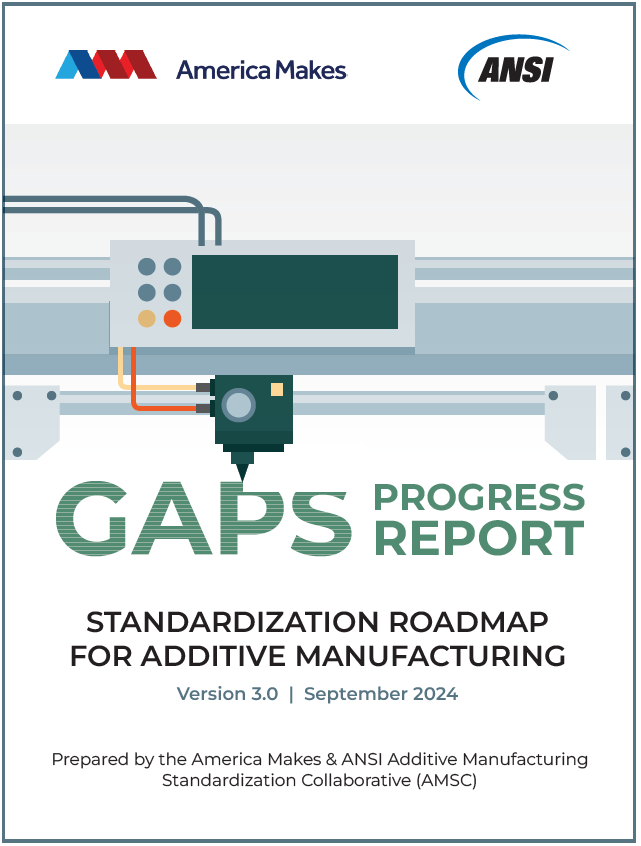 America Makes
ANSI
GAPS PROGRESS
REPORT
STANDARDIZATION ROADMAP
FOR ADDITIVE MANUFACTURING
Version 3.0 | September 2024
Prepared by the America Makes & ANSI Additive Manufacturing
Standardization Collaborative (AMSC)